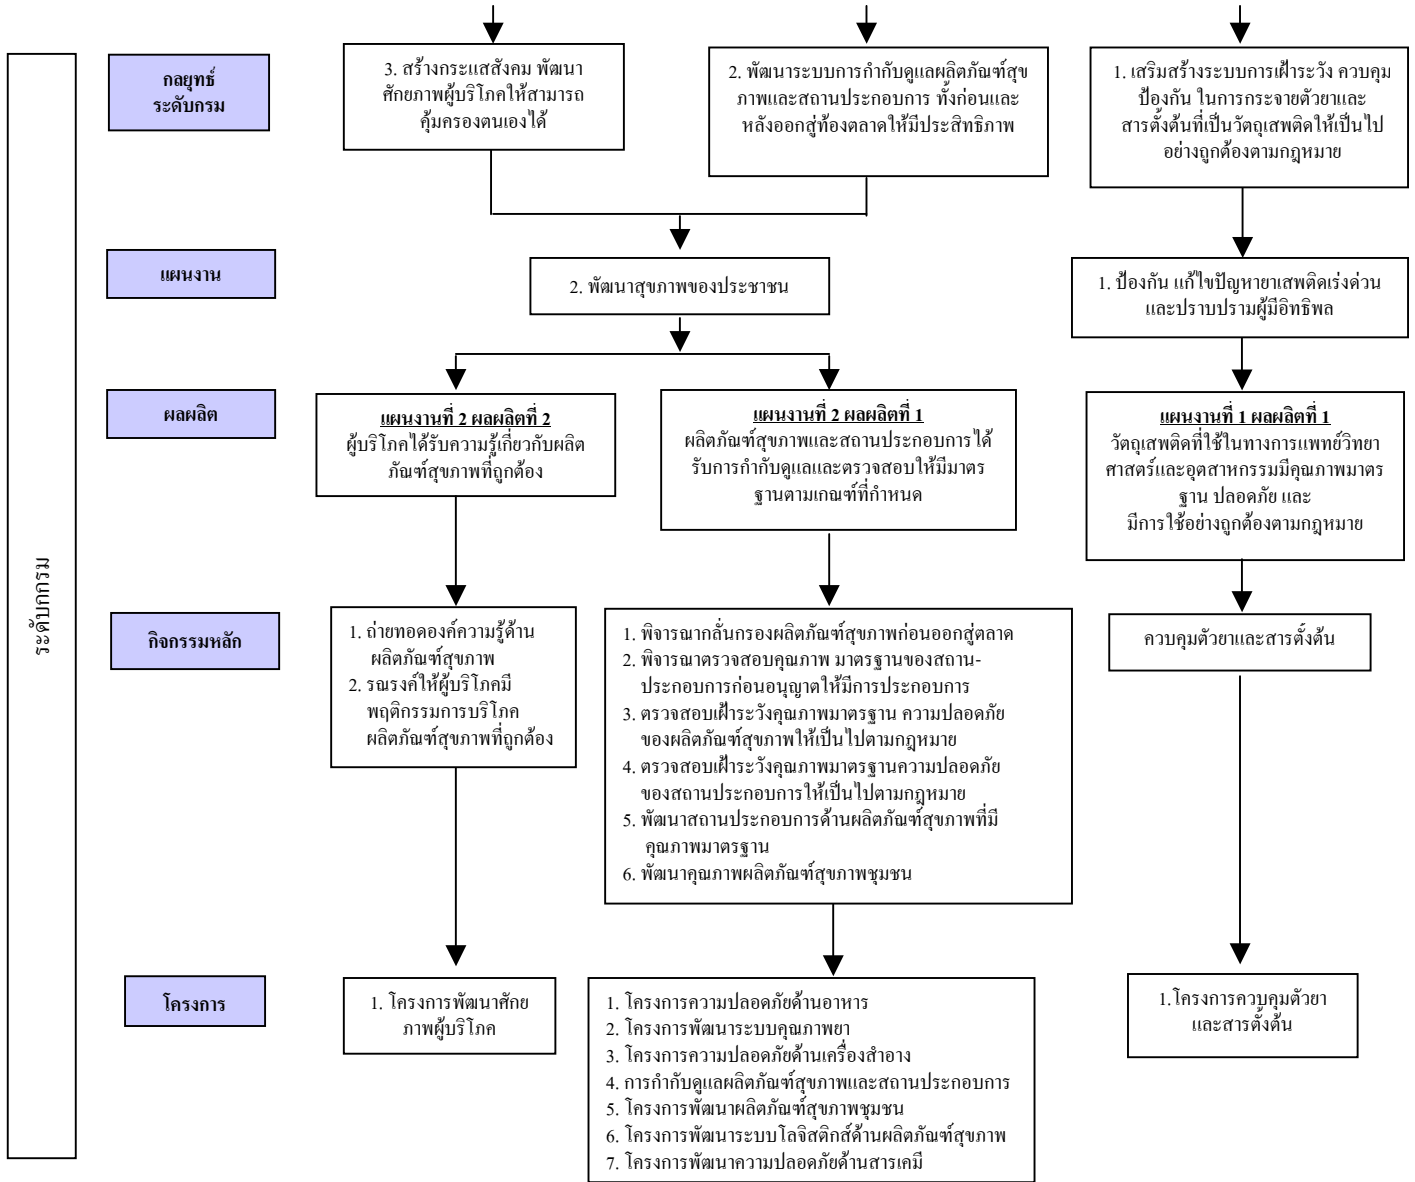 ระดับกกรม
กลยุทธ์
ระดับกรม
3. สร้างกระแสสังคม พัฒนา
ศักยภาพผู้บริโภคให้สามารถ
คุ้มครองตนเองได้
2. พัฒนาระบบการกำกับดูแลผลิตภัณฑ์สุข
ภาพและสถานประกอบการ ทั้งก่อนและ
หลังออกสู่ท้องตลาดให้มีประสิทธิภาพ
1. เสริมสร้างระบบการเฝ้าระวัง ควบคุม
ป้องกัน ในการกระจายตัวยาและ
สารตั้งต้นที่เป็นวัตถุเสพติดให้เป็นไป
อย่างถูกต้องตามกฎหมาย
แผนงาน
2. พัฒนาสุขภาพของประชาชน
1. ป้องกัน แก้ไขปัญหายาเสพติดเร่งด่วน
และปราบปรามผู้มีอิทธิพล
ผลผลิต
แผนงานที่ 2 ผลผลิตที่ 2
ผู้บริโภคได้รับความรู้เกี่ยวกับผลิต
ภัณฑ์สุขภาพที่ถูกต้อง
แผนงานที่ 2 ผลผลิตที่ 1
ผลิตภัณฑ์สุขภาพและสถานประกอบการได้
รับการกำกับดูแลและตรวจสอบให้มีมาตร
ฐานตามเกณฑ์ที่กำหนด
แผนงานที่ 1 ผลผลิตที่ 1
วัตถุเสพติดที่ใช้ในทางการแพทย์วิทยา
ศาสตร์และอุตสาหกรรมมีคุณภาพมาตร
ฐาน ปลอดภัย และ
มีการใช้อย่างถูกต้องตามกฎหมาย
กิจกรรมหลัก
1. ถ่ายทอดองค์ความรู้ด้าน
ผลิตภัณฑ์สุขภาพ
2. รณรงค์ให้ผู้บริโภคมี
พฤติกรรมการบริโภค
ผลิตภัณฑ์สุขภาพที่ถูกต้อง
1. พิจารณากลั่นกรองผลิตภัณฑ์สุขภาพก่อนออกสู่ตลาด
2. พิจารณาตรวจสอบคุณภาพ มาตรฐานของสถาน-
ประกอบการก่อนอนุญาตให้มีการประกอบการ
3. ตรวจสอบเฝ้าระวังคุณภาพมาตรฐาน ความปลอดภัย
ของผลิตภัณฑ์สุขภาพให้เป็นไปตามกฎหมาย
4. ตรวจสอบเฝ้าระวังคุณภาพมาตรฐานความปลอดภัย
ของสถานประกอบการให้เป็นไปตามกฎหมาย
5. พัฒนาสถานประกอบการด้านผลิตภัณฑ์สุขภาพที่มี
คุณภาพมาตรฐาน
6. พัฒนาคุณภาพผลิตภัณฑ์สุขภาพชุมชน
ควบคุมตัวยาและสารตั้งต้น
โครงการ
1. โครงการพัฒนาศักย
ภาพผู้บริโภค
1. โครงการความปลอดภัยด้านอาหาร
2. โครงการพัฒนาระบบคุณภาพยา
3. โครงการความปลอดภัยด้านเครื่องสำอาง
4. การกำกับดูแลผลิตภัณฑ์สุขภาพและสถานประกอบการ
5. โครงการพัฒนาผลิตภัณฑ์สุขภาพชุมชน
6. โครงการพัฒนาระบบโลจิสติกส์ด้านผลิตภัณฑ์สุขภาพ
7. โครงการพัฒนาความปลอดภัยด้านสารเคมี
1.โครงการควบคุมตัวยา
และสารตั้งต้น